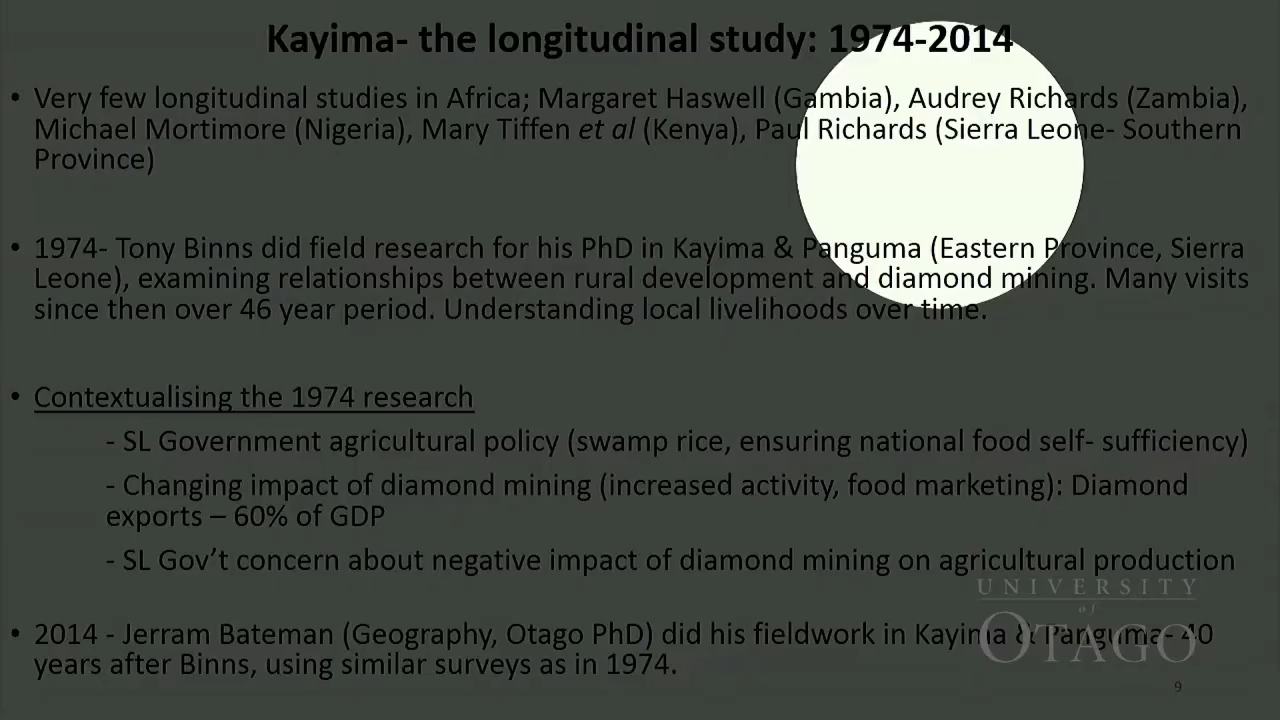 Kayima- the longitudinal study: 1974-2014
• Very few longitudinal studies in Africa; Margaret Haswell (Gambia), Audrey Richards (Zambia),
Michael Mortimore (Nigeria), Mary Tiffen et al (Kenya), Paul Richards (Sierra Leone- Southern
Province)
• 1974- Tony Binns did field research for his PhD in Kayima & Panguma (Eastern Province, Sierra
Leone), examining relationships between rural development and diamond mining. Many visits
since then over 46 year period. Understanding local livelihoods over time.
• Contextualising the 1974 research
- SL Government agricultural policy (swamp rice, ensuring national food self- sufficiency)
- Changing impact of diamond mining (increased activity, food marketing): Diamond
exports – 60% of GDP
- SL Gov’t concern about negative impact of diamond mining on agricultural production
• 2014 - Jerram Bateman (Geography, Otago PhD) did his fieldwork in Kayima & Panguma- 40
years after Binns, using similar surveys as in 1974.
UNIVERSITY
of
OTAGO
9